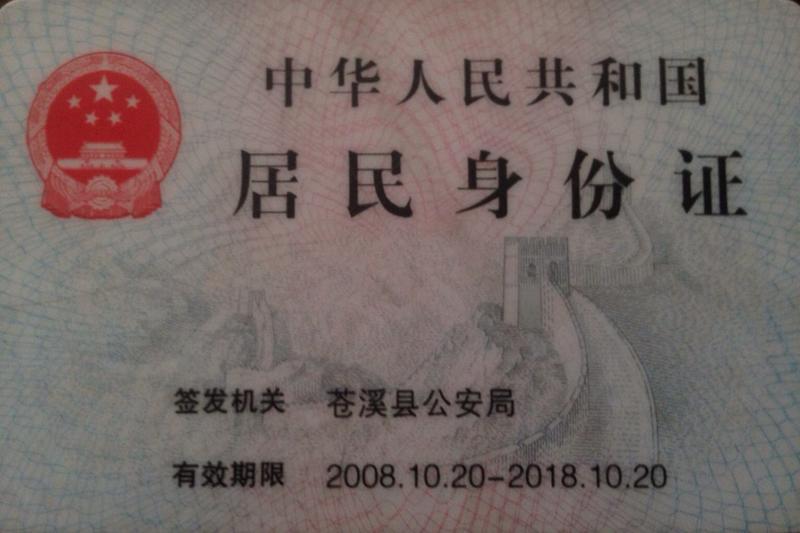 中华人民共和国
居民身份证
签发机关 苍溪县公安局
有效期限 2008.10.20-2018.10.20